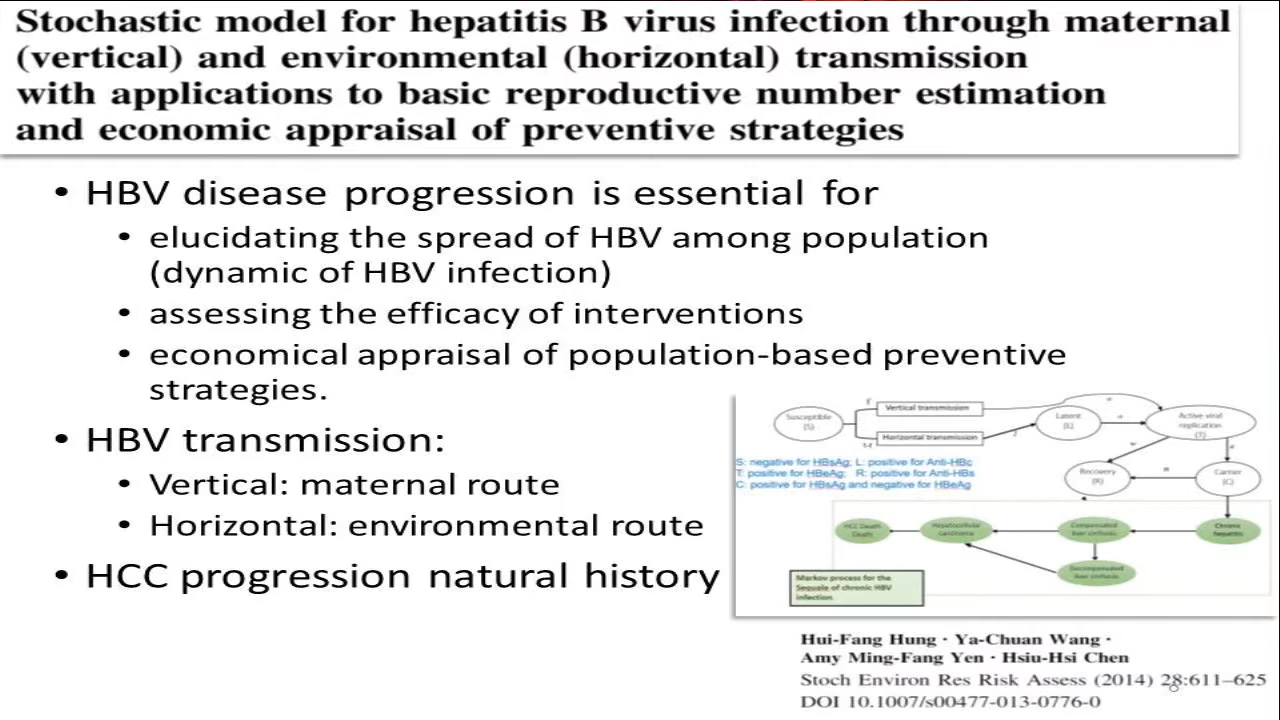 Stochastic model for hepatitis B virus infection through maternal
(vertical) and environmental (horizontal) transmission
with applications to basic reproductive number estimation
and economic appraisal of preventive strategies
• HBV disease progression is essential for
• elucidating the spread of HBV among population
(dynamic of HBV infection)
• assessing the efficacy of interventions
• economical appraisal of population-based preventive
strategies.
• HBV transmission:
• Vertical: maternal route
• Horizontal: environmental route
• HCC progression natural history
Susceptible
(S)
Vertical transmission
Horizontal transmission
Latent
(L)
Active viral
replication
(T)
S: negative for HBsAg; L: positive for Anti-HBc
T: positive for HBeAg; R: positive for Anti-HBs
C: positive for HBsAg and negative for HBeAg
Recovery
(R)
Carrier
(C)
HCC Death
Death
Hepatocellular
carcinoma
Compensated
liver cirrhosis
Chronic
hepatitis
Decompensated
liver cirrhosis
Markov process for the
Sequale of chronic HBV
infection
Hui-Fang Hung · Ya-Chuan Wang ·
Amy Ming-Fang Yen · Hsiu-Hsi Chen
Stoch Environ Res Risk Assess (2014) 28:611–625
DOI 10.1007/s00477-013-0776-0